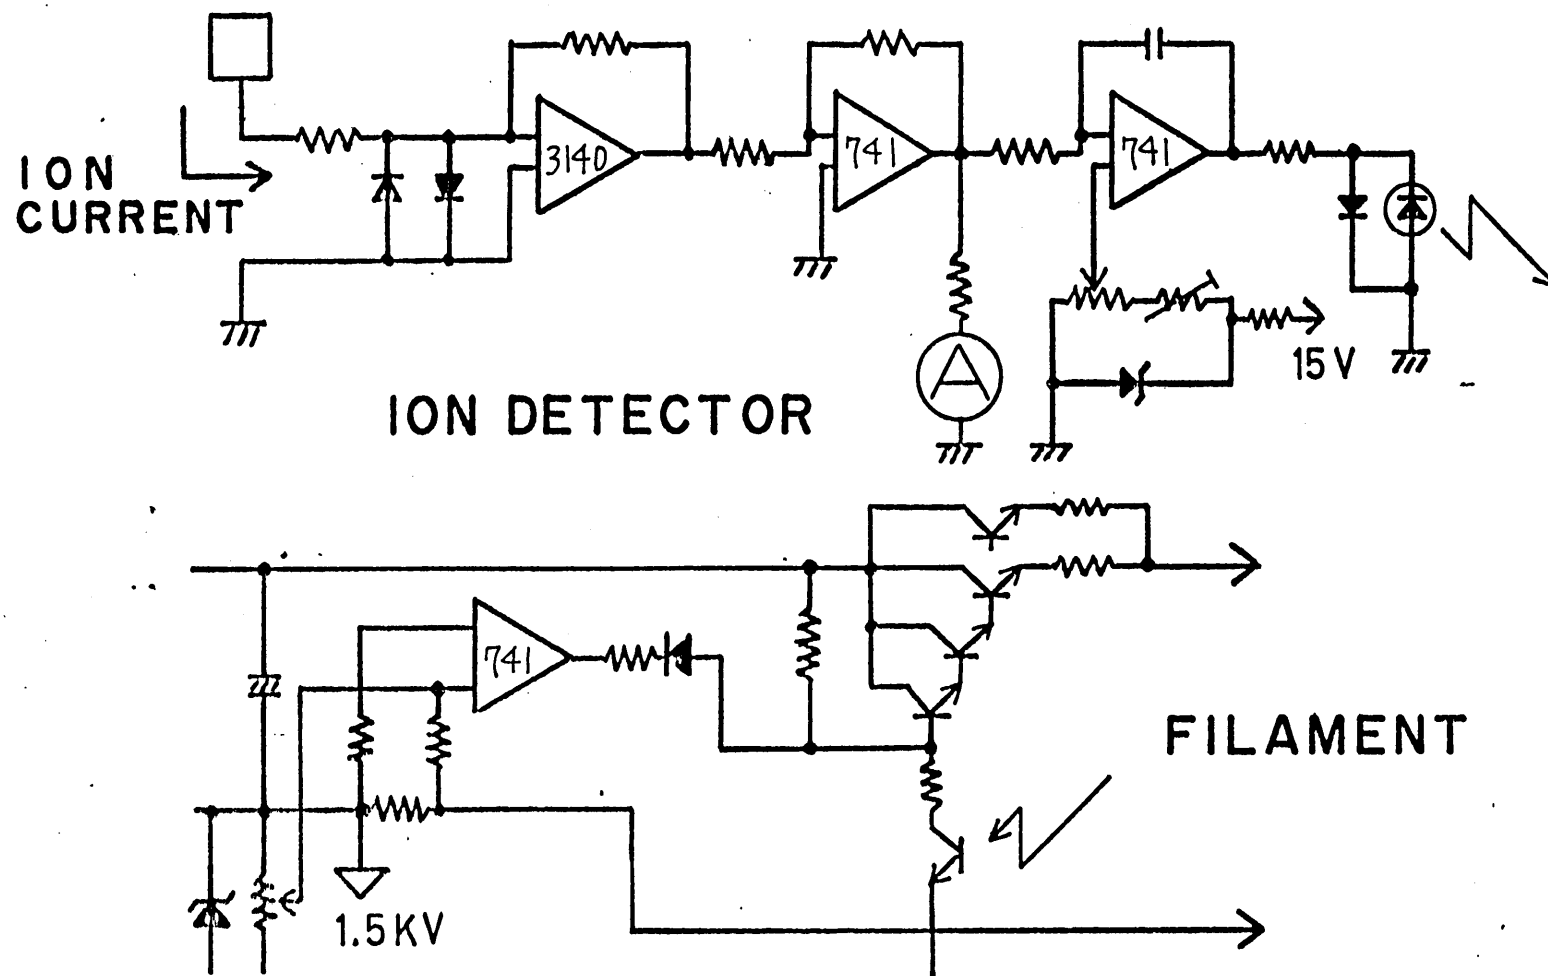 ION
CURRENT
3140
741
741
A
15V
ION DETECTOR
741
FILAMENT
1.5KV